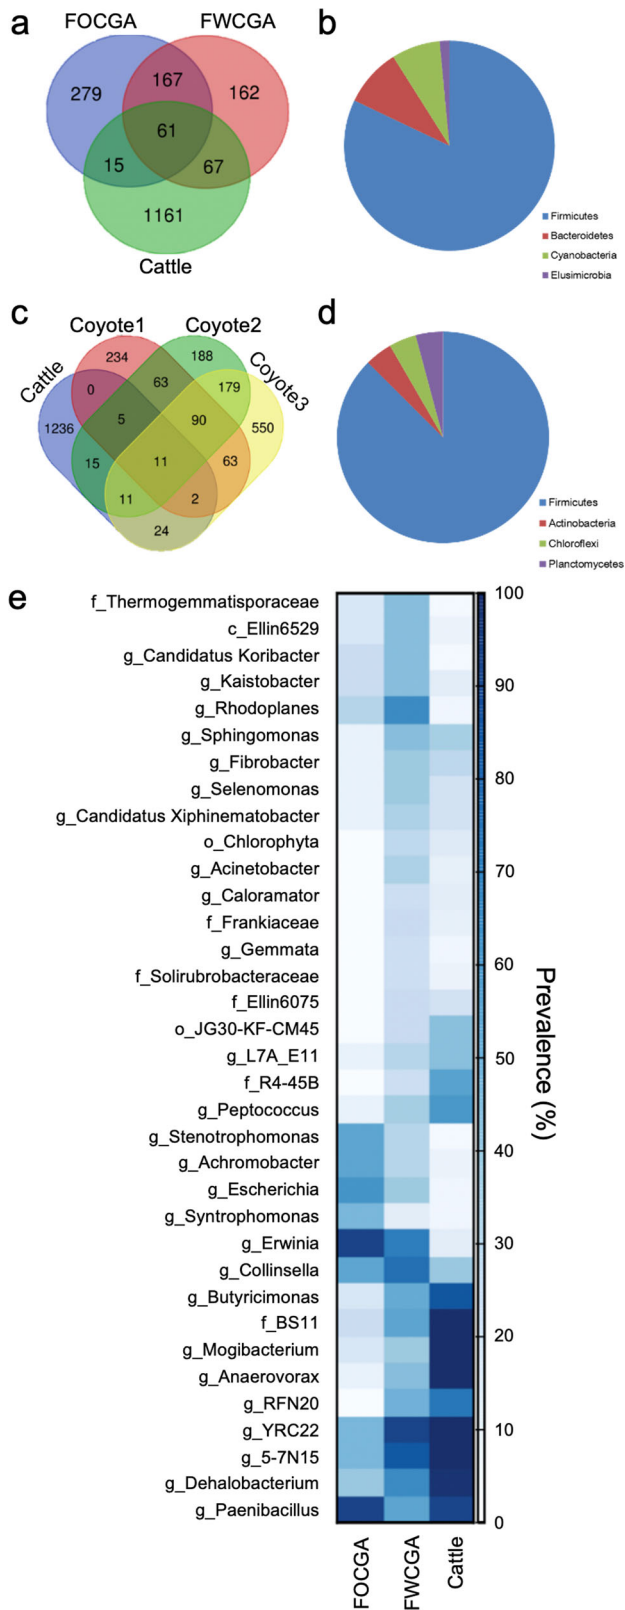 a
FOCGA FWCGA
279
167
162
61
15
67
1161
Cattle
b
Firmicutes
Bacteroidetes
Cyanobacteria
Elusimicrobia
c
Coyote1 Coyote2
Cattle
Coyote3
234
188
0
63
179
1236
5
90
550
15
11
63
11
2
24
d
Firmicutes
Actinobacteria
Chloroflexi
Planctomycetes
e
f_Thermogemmatisporaceae
c_Ellin6529
g_Candidatus Koribacter
g_Kaistobacter
g_Rhodoplanes
g_Sphingomonas
g_Fibrobacter
g_Selenomonas
g_Candidatus Xiphinematobacter
o_Chlorophyta
g_Acinetobacter
g_Caloramator
f_Frankiaceae
g_Gemmata
f_Solirubrobacteraceae
f_Ellin6075
o_JG30-KF-CM45
g_L7A_E11
f_R4-45B
g_Peptococcus
g_Stenotrophomonas
g_Achromobacter
g_Escherichia
g_Syntrophomonas
g_Erwinia
g_Collinsella
g_Butyricimonas
f_BS11
g_Mogibacterium
g_Anaerovorax
g_RFN20
g_YRC22
g_5-7N15
g_Dehalobacterium
g_Paenibacillus
FOCGA
FWCGA
Cattle
100
90
80
70
60
50
40
30
20
10
0
Prevalence (%)